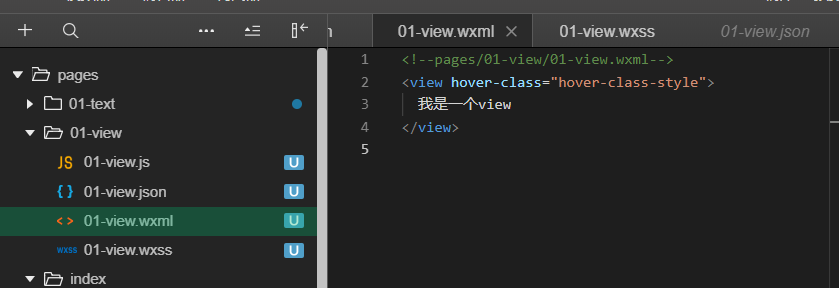 01-view.wxml
01-view.wxss
01-view.json
pages
01-text
01-view
JS 01-view.js U
{ } 01-view.json U
< > 01-view.wxml U
wxss 01-view.wxss U
index
1 <!--pages/01-view/01-view.wxml-->
2 <view hover-class="hover-class-style">
3 我是一个view
4 </view>
5